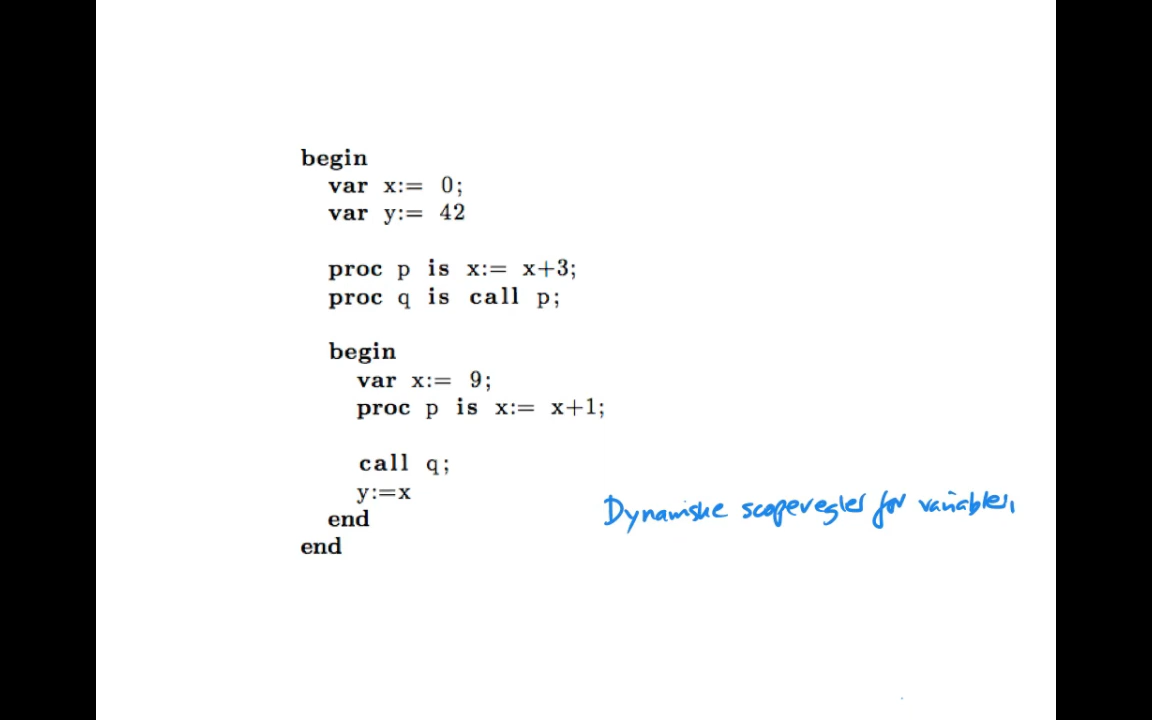 begin
var x:= 0;
var y:= 42
proc p is x:= x+3;
proc q is call p;
begin
var x:= 9;
proc p is x:= x+1;
call q;
y:=x
end
Dynamiske scoperegler for variabler,
end